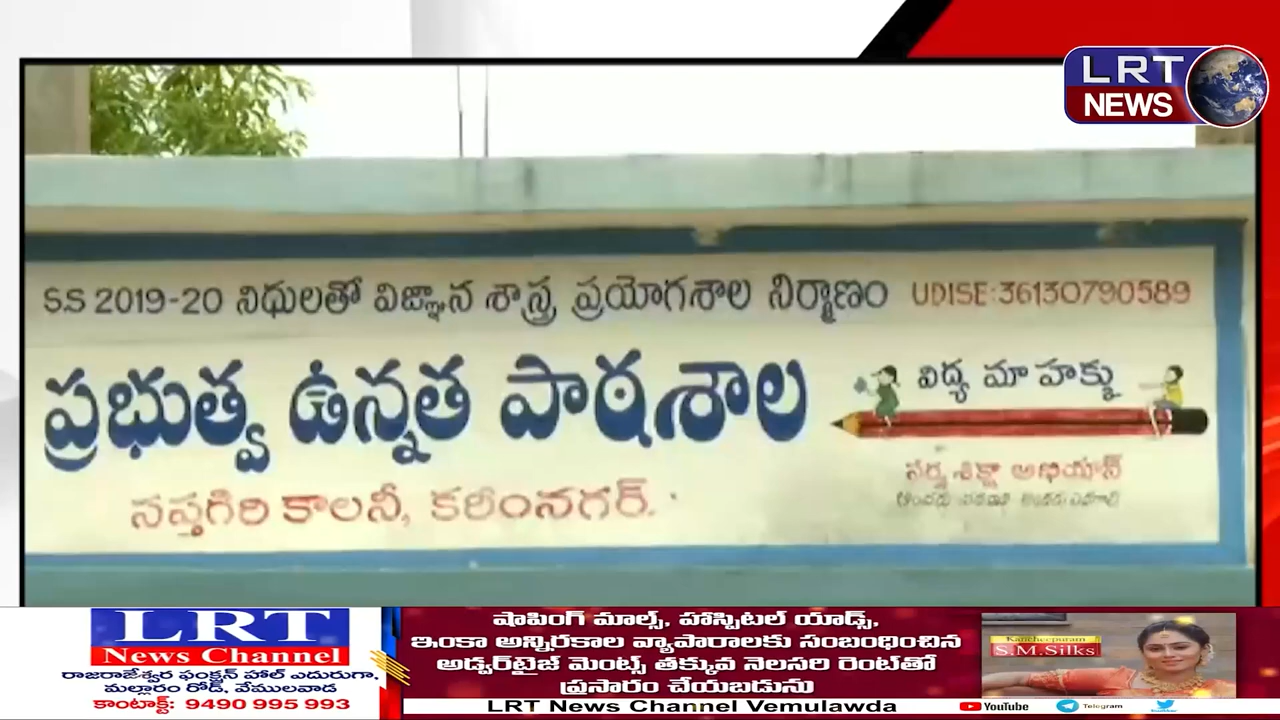 LRT
NEWS
S.S 2019-20 నిధులతో విజ్ఞాన శాస్త్ర ప్రయోగశాల నిర్మాణం UDISE:36130790589
ప్రభుత్వ ఉన్నత పాఠశాల
విద్య మా హక్కు
సర్వ శిక్షా అభియాన్
సప్తగిరి కాలనీ, కరీంనగర్.
LRT
News Channel
రాజరాజేశ్వర ఫంక్షన్ హాల్ ఎదురుగా,
మల్లారం రోడ్, వేములవాడ
కాంటాక్ట్: 9490 995 993
షాపింగ్ మాల్స్, హాస్పిటల్ యాడ్స్,
ఇంకా అన్నిరకాల వ్యాపారాలకు సంబంధించిన
అడ్వర్‌టైజ్ మెంట్స్ తక్కువ నెలసరి రెంట్‌తో
ప్రసారం చేయబడును
Kancheepuram
S.M.Silks
LRT News Channel Vemulawda
YouTube
Telegram
Twitter